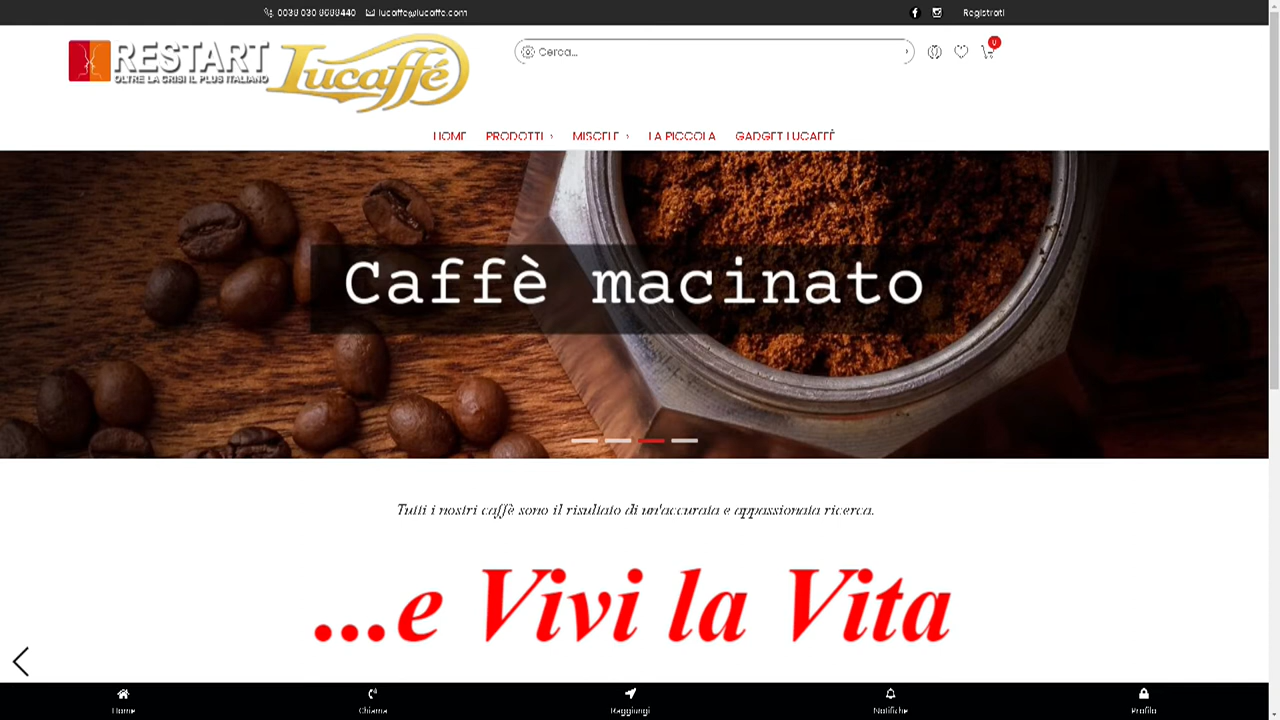 0039 030 9698440 lucaffe@lucaffe.com Registrati
RESTART
OLTRE LA CRISI IL PLUS ITALIANO
Lucaffé
Cerca...
0
HOME PRODOTTI › MISCELE › LA PICCOLA GADGET LUCAFFÈ
Caffè macinato
Tutti i nostri caffè sono il risultato di un'accurata e appassionata ricerca.
...e Vivi la Vita
Home Chiama Raggiungi Notifiche Profilo